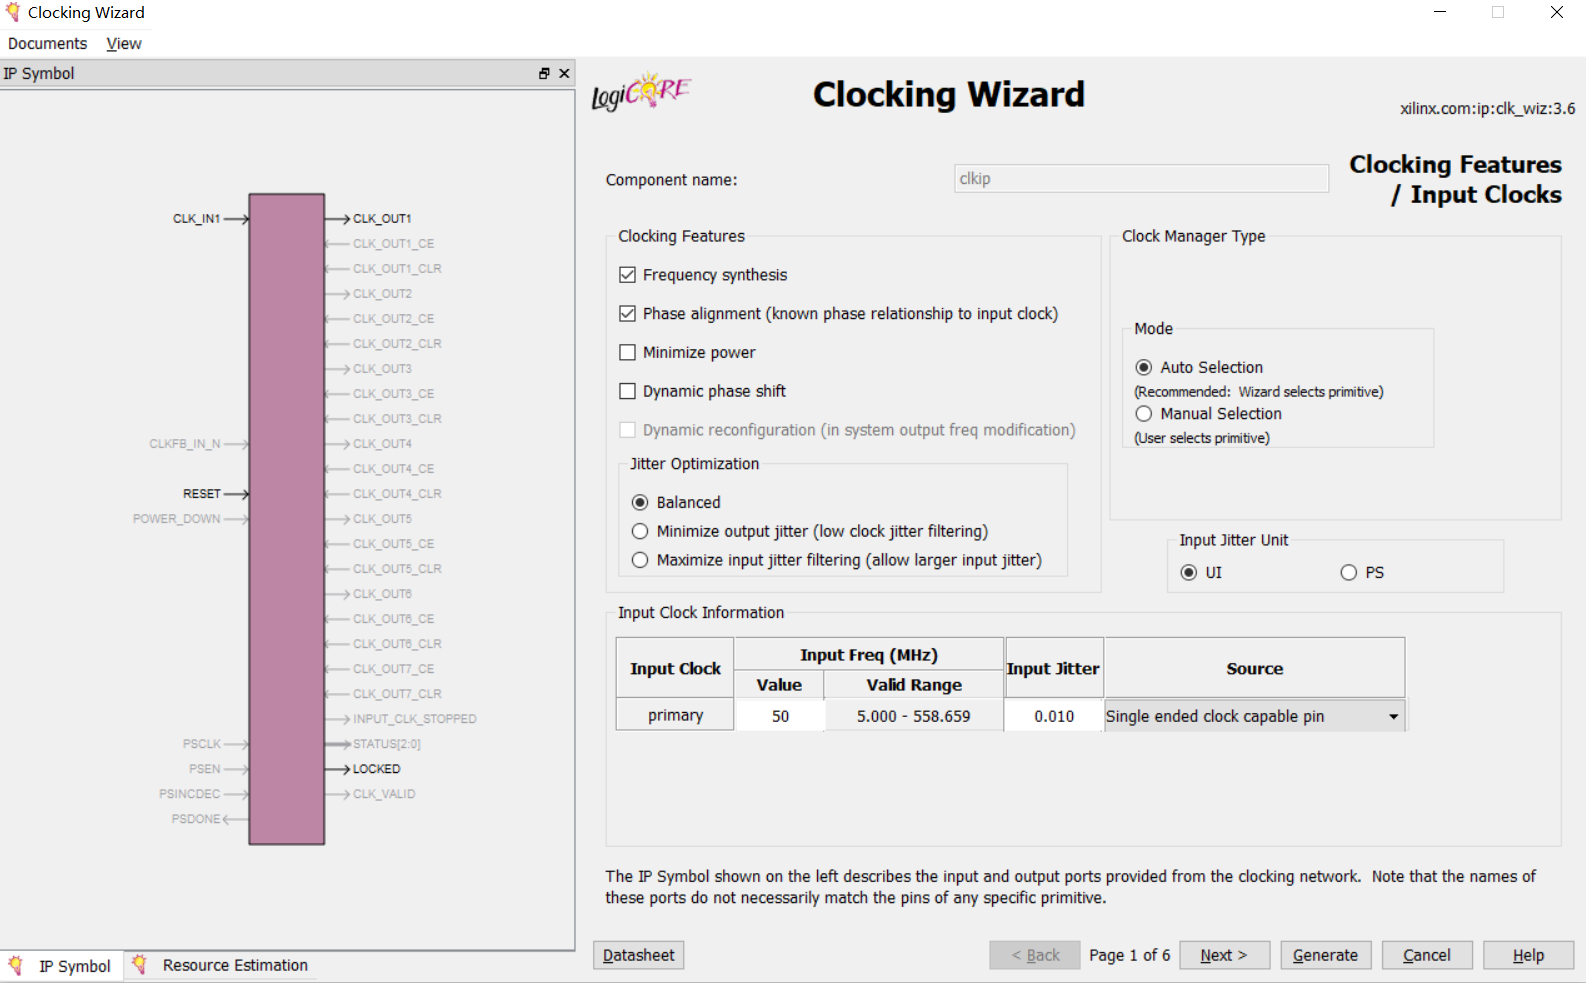 Clocking Wizard
Documents View
IP Symbol
CLK_IN1
CLKFB_IN_N
RESET
POWER_DOWN
PSCLK
PSEN
PSINCDEC
PSDONE
CLK_OUT1
CLK_OUT1_CE
CLK_OUT1_CLR
CLK_OUT2
CLK_OUT2_CE
CLK_OUT2_CLR
CLK_OUT3
CLK_OUT3_CE
CLK_OUT3_CLR
CLK_OUT4
CLK_OUT4_CE
CLK_OUT4_CLR
CLK_OUT5
CLK_OUT5_CE
CLK_OUT5_CLR
CLK_OUT6
CLK_OUT6_CE
CLK_OUT6_CLR
CLK_OUT7_CE
CLK_OUT7_CLR
INPUT_CLK_STOPPED
STATUS[2:0]
LOCKED
CLK_VALID
IP Symbol
Resource Estimation
LogiCORE
Clocking Wizard
xilinx.com:ip:clk_wiz:3.6
Component name:
clkip
Clocking Features
/ Input Clocks
Clocking Features
Frequency synthesis
Phase alignment (known phase relationship to input clock)
Minimize power
Dynamic phase shift
Dynamic reconfiguration (in system output freq modification)
Jitter Optimization
Balanced
Minimize output jitter (low clock jitter filtering)
Maximize input jitter filtering (allow larger input jitter)
Clock Manager Type
Mode
Auto Selection
(Recommended: Wizard selects primitive)
Manual Selection
(User selects primitive)
Input Jitter Unit
UI
PS
Input Clock Information
Input Clock
Input Freq (MHz)
Value
Valid Range
Input Jitter
Source
primary
50
5.000 - 558.659
0.010
Single ended clock capable pin
The IP Symbol shown on the left describes the input and output ports provided from the clocking network. Note that the names of
these ports do not necessarily match the pins of any specific primitive.
Datasheet
< Back
Page 1 of 6
Next >
Generate
Cancel
Help